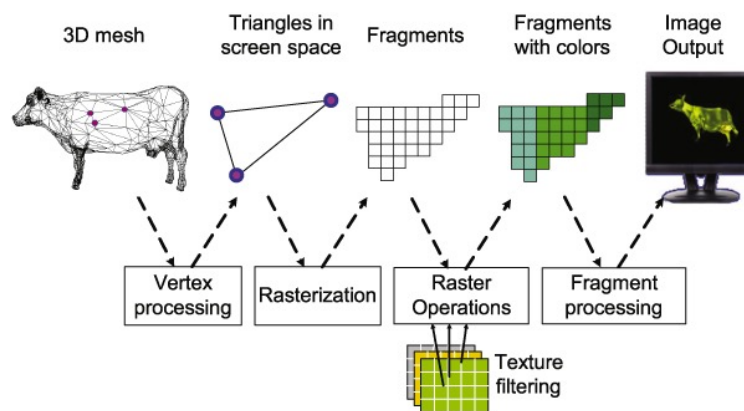 3D mesh
Triangles in
screen space
Fragments
Fragments
with colors
Image
Output
Vertex
processing
Rasterization
Raster
Operations
Fragment
processing
Texture
filtering